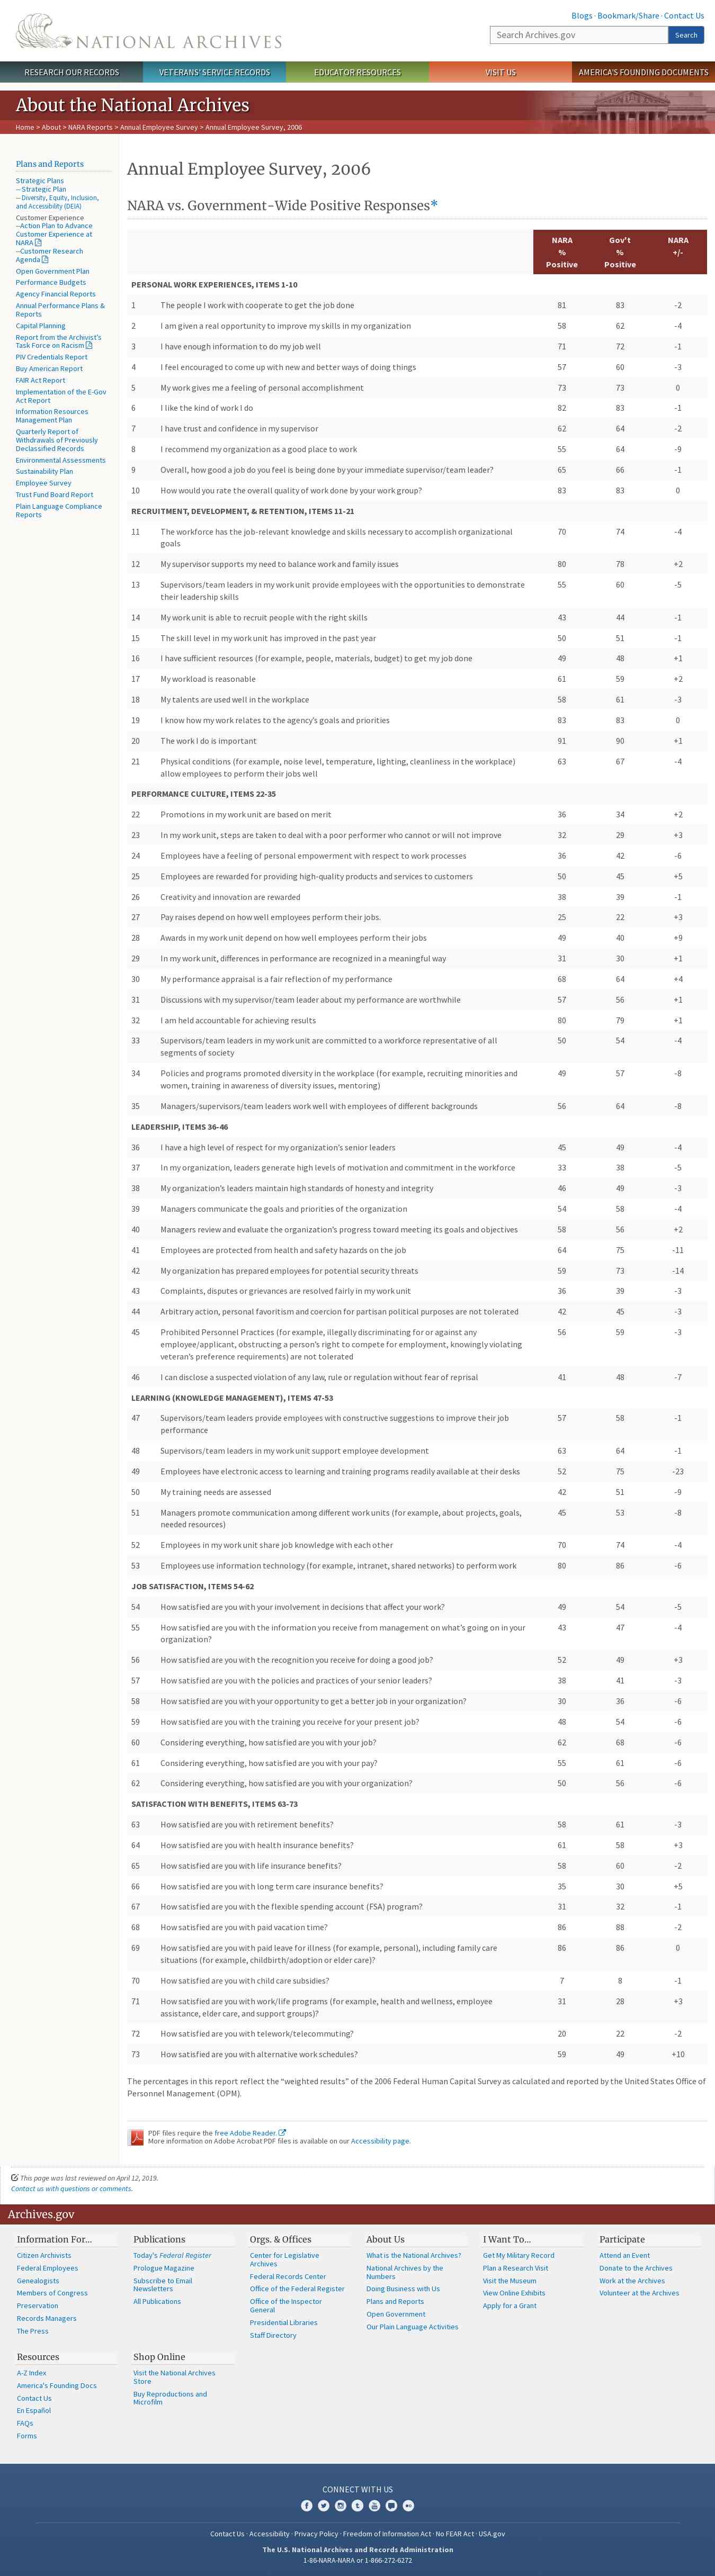 Blogs · Bookmark/Share · Contact Us
NATIONAL ARCHIVES
Search Archives.gov
Search
RESEARCH OUR RECORDS
VETERANS' SERVICE RECORDS
EDUCATOR RESOURCES
VISIT US
AMERICA'S FOUNDING DOCUMENTS
About the National Archives
Home > About > NARA Reports > Annual Employee Survey > Annual Employee Survey, 2006
Plans and Reports
Strategic Plans
-- Strategic Plan
-- Diversity, Equity, Inclusion,
and Accessibility (DEIA)
Customer Experience
--Action Plan to Advance
Customer Experience at
NARA
--Customer Research
Agenda
Open Government Plan
Performance Budgets
Agency Financial Reports
Annual Performance Plans &
Reports
Capital Planning
Report from the Archivist's
Task Force on Racism
PIV Credentials Report
Buy American Report
FAIR Act Report
Implementation of the E-Gov
Act Report
Information Resources
Management Plan
Quarterly Report of
Withdrawals of Previously
Declassified Records
Environmental Assessments
Sustainability Plan
Employee Survey
Trust Fund Board Report
Plain Language Compliance
Reports
Annual Employee Survey, 2006
NARA vs. Government-Wide Positive Responses*
NARA % Positive Gov't % Positive NARA +/-
PERSONAL WORK EXPERIENCES, ITEMS 1-10
1 The people I work with cooperate to get the job done 81 83 -2
2 I am given a real opportunity to improve my skills in my organization 58 62 -4
3 I have enough information to do my job well 71 72 -1
4 I feel encouraged to come up with new and better ways of doing things 57 60 -3
5 My work gives me a feeling of personal accomplishment 73 73 0
6 I like the kind of work I do 82 83 -1
7 I have trust and confidence in my supervisor 62 64 -2
8 I recommend my organization as a good place to work 55 64 -9
9 Overall, how good a job do you feel is being done by your immediate supervisor/team leader? 65 66 -1
10 How would you rate the overall quality of work done by your work group? 83 83 0
RECRUITMENT, DEVELOPMENT, & RETENTION, ITEMS 11-21
11 The workforce has the job-relevant knowledge and skills necessary to accomplish organizational 70 74 -4
goals
12 My supervisor supports my need to balance work and family issues 80 78 +2
13 Supervisors/team leaders in my work unit provide employees with the opportunities to demonstrate 55 60 -5
their leadership skills
14 My work unit is able to recruit people with the right skills 43 44 -1
15 The skill level in my work unit has improved in the past year 50 51 -1
16 I have sufficient resources (for example, people, materials, budget) to get my job done 49 48 +1
17 My workload is reasonable 61 59 +2
18 My talents are used well in the workplace 58 61 -3
19 I know how my work relates to the agency's goals and priorities 83 83 0
20 The work I do is important 91 90 +1
21 Physical conditions (for example, noise level, temperature, lighting, cleanliness in the workplace) 63 67 -4
allow employees to perform their jobs well
PERFORMANCE CULTURE, ITEMS 22-35
22 Promotions in my work unit are based on merit 36 34 +2
23 In my work unit, steps are taken to deal with a poor performer who cannot or will not improve 32 29 +3
24 Employees have a feeling of personal empowerment with respect to work processes 36 42 -6
25 Employees are rewarded for providing high-quality products and services to customers 50 45 +5
26 Creativity and innovation are rewarded 38 39 -1
27 Pay raises depend on how well employees perform their jobs. 25 22 +3
28 Awards in my work unit depend on how well employees perform their jobs 49 40 +9
29 In my work unit, differences in performance are recognized in a meaningful way 31 30 +1
30 My performance appraisal is a fair reflection of my performance 68 64 +4
31 Discussions with my supervisor/team leader about my performance are worthwhile 57 56 +1
32 I am held accountable for achieving results 80 79 +1
33 Supervisors/team leaders in my work unit are committed to a workforce representative of all 50 54 -4
segments of society
34 Policies and programs promoted diversity in the workplace (for example, recruiting minorities and 49 57 -8
women, training in awareness of diversity issues, mentoring)
35 Managers/supervisors/team leaders work well with employees of different backgrounds 56 64 -8
LEADERSHIP, ITEMS 36-46
36 I have a high level of respect for my organization's senior leaders 45 49 -4
37 In my organization, leaders generate high levels of motivation and commitment in the workforce 33 38 -5
38 My organization's leaders maintain high standards of honesty and integrity 46 49 -3
39 Managers communicate the goals and priorities of the organization 54 58 -4
40 Managers review and evaluate the organization's progress toward meeting its goals and objectives 58 56 +2
41 Employees are protected from health and safety hazards on the job 64 75 -11
42 My organization has prepared employees for potential security threats 59 73 -14
43 Complaints, disputes or grievances are resolved fairly in my work unit 36 39 -3
44 Arbitrary action, personal favoritism and coercion for partisan political purposes are not tolerated 42 45 -3
45 Prohibited Personnel Practices (for example, illegally discriminating for or against any 56 59 -3
employee/applicant, obstructing a person's right to compete for employment, knowingly violating
veteran's preference requirements) are not tolerated
46 I can disclose a suspected violation of any law, rule or regulation without fear of reprisal 41 48 -7
LEARNING (KNOWLEDGE MANAGEMENT), ITEMS 47-53
47 Supervisors/team leaders provide employees with constructive suggestions to improve their job 57 58 -1
performance
48 Supervisors/team leaders in my work unit support employee development 63 64 -1
49 Employees have electronic access to learning and training programs readily available at their desks 52 75 -23
50 My training needs are assessed 42 51 -9
51 Managers promote communication among different work units (for example, about projects, goals, 45 53 -8
needed resources)
52 Employees in my work unit share job knowledge with each other 70 74 -4
53 Employees use information technology (for example, intranet, shared networks) to perform work 80 86 -6
JOB SATISFACTION, ITEMS 54-62
54 How satisfied are you with your involvement in decisions that affect your work? 49 54 -5
55 How satisfied are you with the information you receive from management on what's going on in your 43 47 -4
organization?
56 How satisfied are you with the recognition you receive for doing a good job? 52 49 +3
57 How satisfied are you with the policies and practices of your senior leaders? 38 41 -3
58 How satisfied are you with your opportunity to get a better job in your organization? 30 36 -6
59 How satisfied are you with the training you receive for your present job? 48 54 -6
60 Considering everything, how satisfied are you with your job? 62 68 -6
61 Considering everything, how satisfied are you with your pay? 55 61 -6
62 Considering everything, how satisfied are you with your organization? 50 56 -6
SATISFACTION WITH BENEFITS, ITEMS 63-73
63 How satisfied are you with retirement benefits? 58 61 -3
64 How satisfied are you with health insurance benefits? 61 58 +3
65 How satisfied are you with life insurance benefits? 58 60 -2
66 How satisfied are you with long term care insurance benefits? 35 30 +5
67 How satisfied are you with the flexible spending account (FSA) program? 31 32 -1
68 How satisfied are you with paid vacation time? 86 88 -2
69 How satisfied are you with paid leave for illness (for example, personal), including family care 86 86 0
situations (for example, childbirth/adoption or elder care)?
70 How satisfied are you with child care subsidies? 7 8 -1
71 How satisfied are you with work/life programs (for example, health and wellness, employee 31 28 +3
assistance, elder care, and support groups)?
72 How satisfied are you with telework/telecommuting? 20 22 -2
73 How satisfied are you with alternative work schedules? 59 49 +10
The percentages in this report reflect the “weighted results” of the 2006 Federal Human Capital Survey as calculated and reported by the United States Office of
Personnel Management (OPM).
PDF files require the free Adobe Reader.
More information on Adobe Acrobat PDF files is available on our Accessibility page.
This page was last reviewed on April 12, 2019.
Contact us with questions or comments.
Archives.gov
Information For…
Citizen Archivists
Federal Employees
Genealogists
Members of Congress
Preservation
Records Managers
The Press
Publications
Today's Federal Register
Prologue Magazine
Subscribe to Email
Newsletters
All Publications
Orgs. & Offices
Center for Legislative
Archives
Federal Records Center
Office of the Federal Register
Office of the Inspector
General
Presidential Libraries
Staff Directory
About Us
What is the National Archives?
National Archives by the
Numbers
Doing Business with Us
Plans and Reports
Open Government
Our Plain Language Activities
I Want To…
Get My Military Record
Plan a Research Visit
Visit the Museum
View Online Exhibits
Apply for a Grant
Participate
Attend an Event
Donate to the Archives
Work at the Archives
Volunteer at the Archives
Resources
A-Z Index
America's Founding Docs
Contact Us
En Español
FAQs
Forms
Shop Online
Visit the National Archives
Store
Buy Reproductions and
Microfilm
CONNECT WITH US
Contact Us · Accessibility · Privacy Policy · Freedom of Information Act · No FEAR Act · USA.gov
The U.S. National Archives and Records Administration
1-86-NARA-NARA or 1-866-272-6272